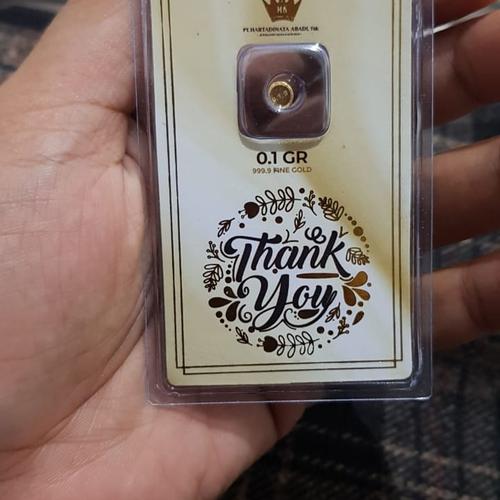 PT.HARTADINATA ABADI, Tbk
0.1 GR
999.9 FINE GOLD
Thank
You